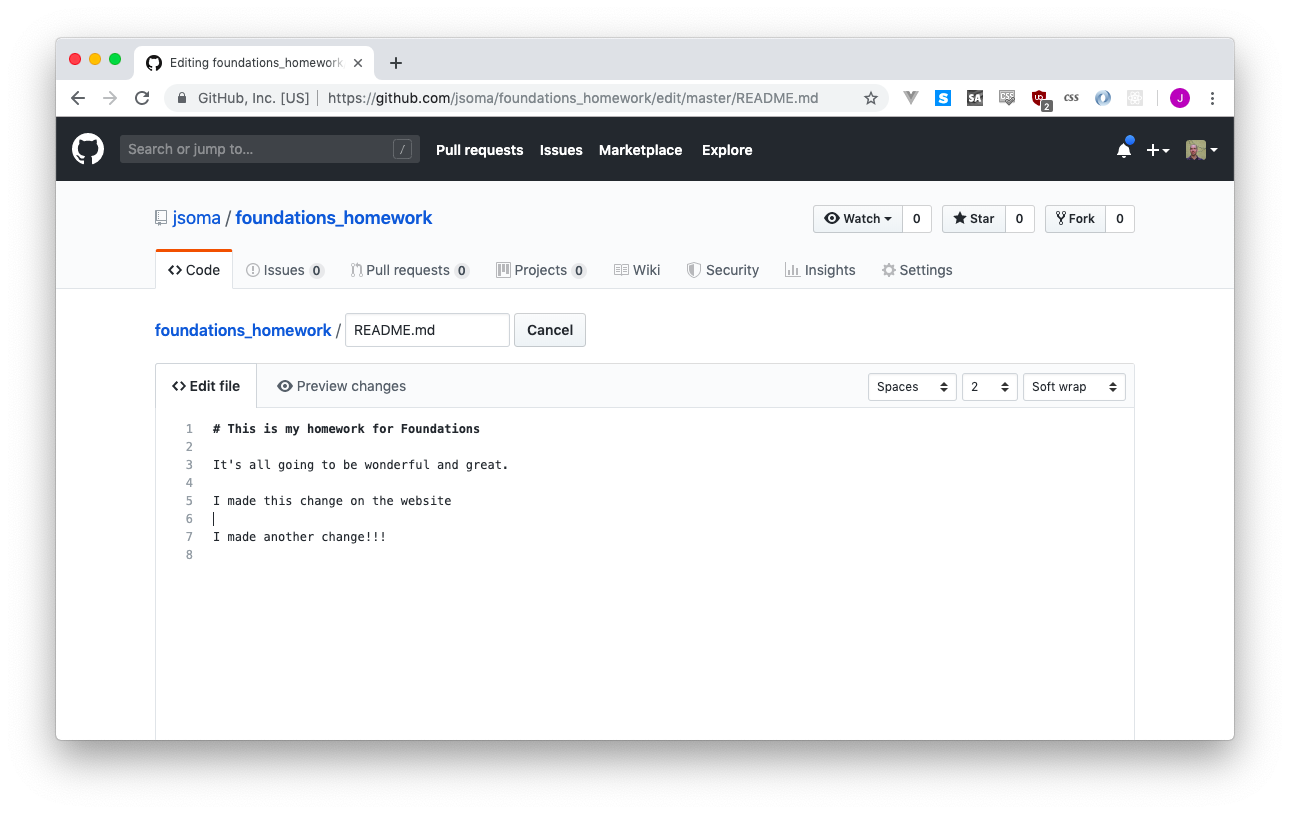 Editing foundations_homework
GitHub, Inc. [US] https://github.com/jsoma/foundations_homework/edit/master/README.md
S SA CSP 2 css J
Search or jump to... / Pull requests Issues Marketplace Explore
jsoma / foundations_homework Watch 0 Star 0 Fork 0
Code Issues 0 Pull requests 0 Projects 0 Wiki Security Insights Settings
foundations_homework / README.md Cancel
Edit file Preview changes Spaces 2 Soft wrap
1 # This is my homework for Foundations
2
3 It's all going to be wonderful and great.
4
5 I made this change on the website
6
7 I made another change!!!
8